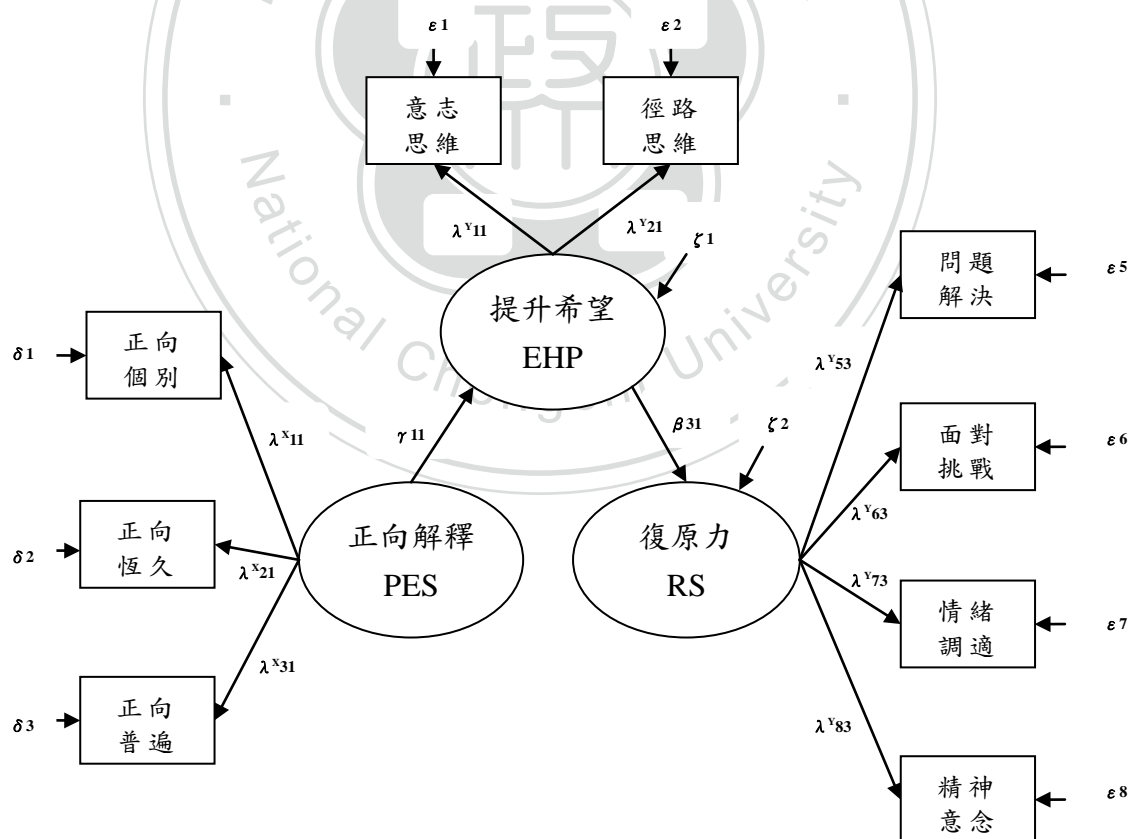 ε1
ε2
意志
思維
徑路
思維
λY11
λY21
ζ1
提升希望
EHP
問題
解決
ε5
δ1
正向
個別
λX11
γ11
β31
ζ2
λY53
面對
挑戰
ε6
λY63
正向解釋
PES
復原力
RS
δ2
正向
恆久
λX21
λY73
情緒
調適
ε7
λX31
δ3
正向
普遍
λY83
精神
意念
ε8
National Chengchi University